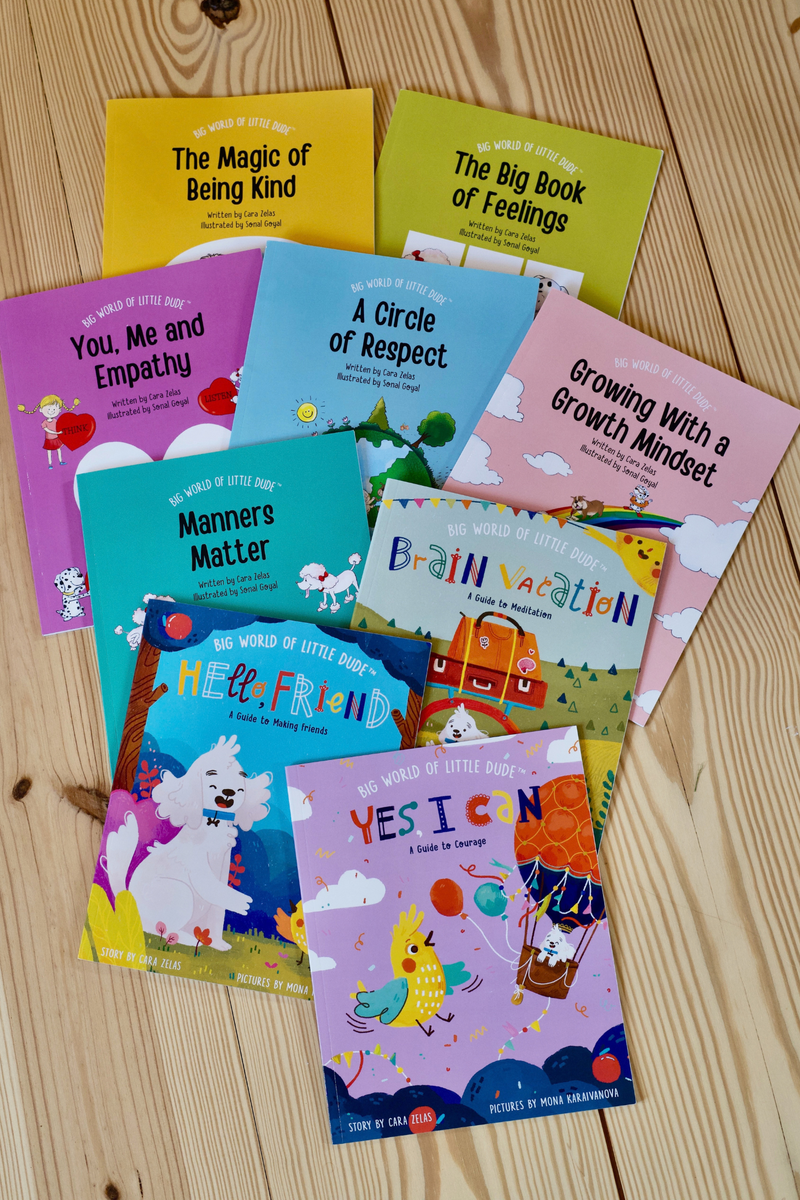 BIG WORLD OF LITTLE DUDE™
The Magic of
Being Kind
Written by Cara Zelas
Illustrated by Sonal Goyal
BIG WORLD OF LITTLE DUDE™
The Big Book
of Feelings
Written by Cara Zelas
Illustrated by Sonal Goyal
BIG WORLD OF LITTLE DUDE™
You, Me and
Empathy
Written by Cara Zelas
Illustrated by Sonal Goyal
THINK
LISTEN
BIG WORLD OF LITTLE DUDE™
A Circle
of Respect
Written by Cara Zelas
Illustrated by Sonal Goyal
BIG WORLD OF LITTLE DUDE™
Growing With a
Growth Mindset
Written by Cara Zelas
Illustrated by Sonal Goyal
BIG WORLD OF LITTLE DUDE™
Manners
Matter
Written by Cara Zelas
Illustrated by Sonal Goyal
BIG WORLD OF LITTLE DUDE™
BRAIN VACATION
A Guide to Meditation
BIG WORLD OF LITTLE DUDE™
HELLO, FRIEND
A Guide to Making Friends
STORY BY CARA ZELAS
PICTURES BY MONA
BIG WORLD OF LITTLE DUDE™
YES, I CAN
A Guide to Courage
STORY BY CARA ZELAS
PICTURES BY MONA KARAIVANOVA